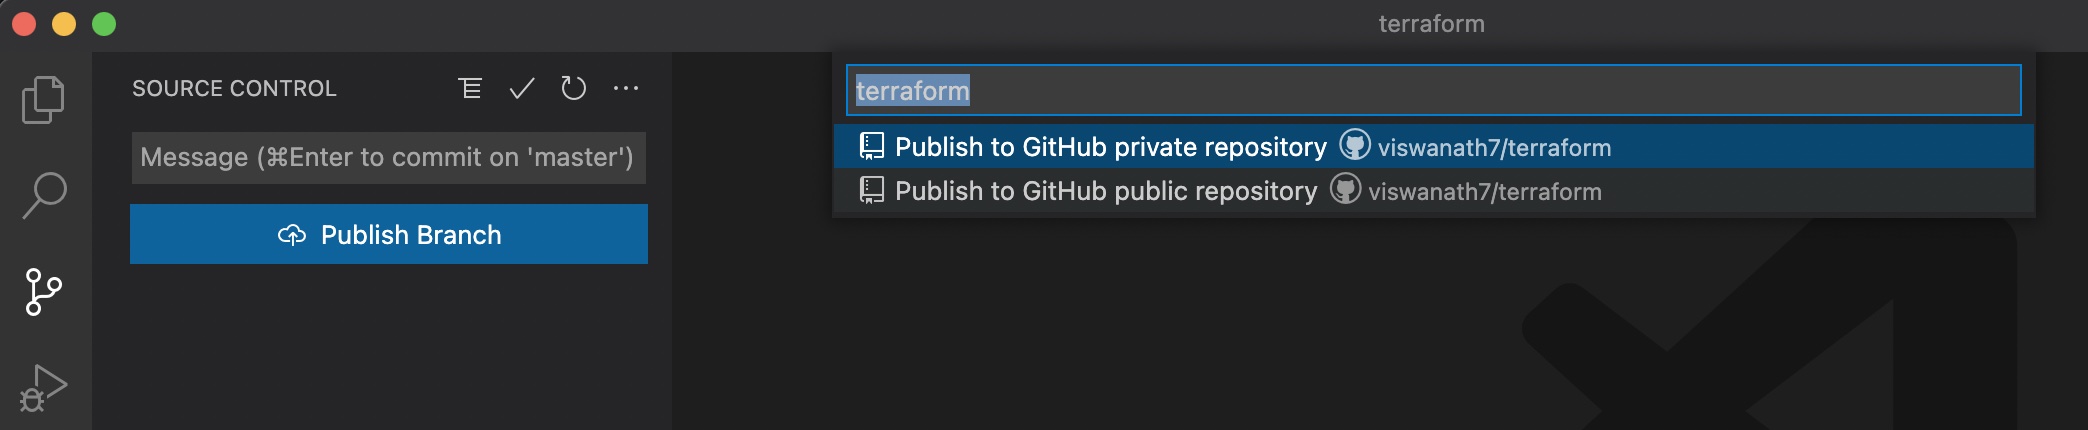 terraform
SOURCE CONTROL
Message (⌘Enter to commit on 'master')
Publish Branch
terraform
Publish to GitHub private repository viswanath7/terraform
Publish to GitHub public repository viswanath7/terraform